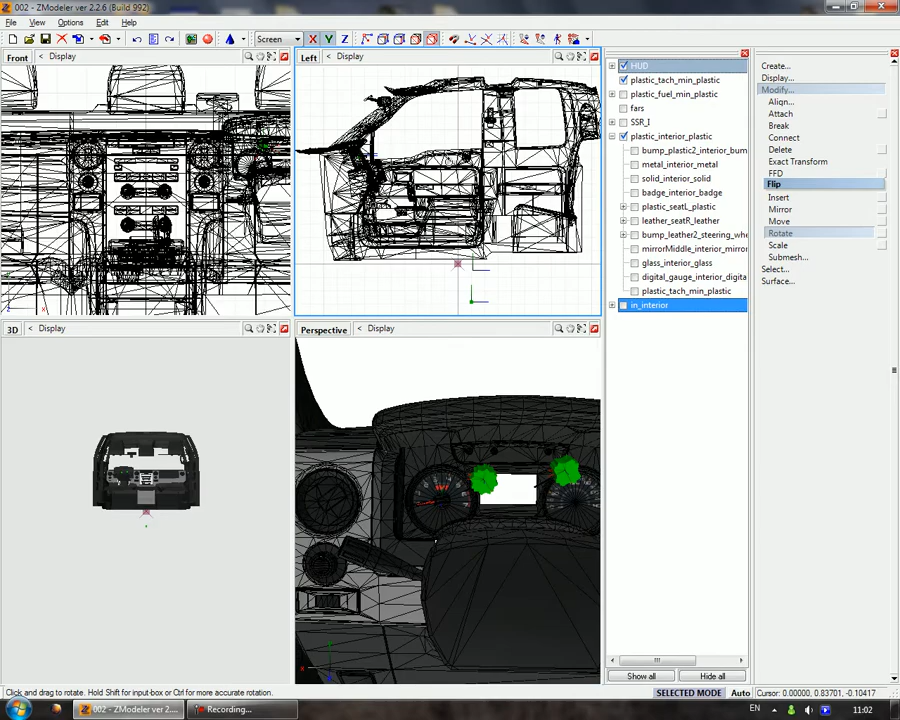 002 - ZModeler ver 2.2.6 (Build 992)
File View Options Edit Help
Screen X Y Z
Front < Display
Left < Display
3D < Display
Perspective < Display
HUD
plastic_tach_min_plastic
plastic_fuel_min_plastic
fars
SSR_I
plastic_interior_plastic
bump_plastic2_interior_bum
metal_interior_metal
solid_interior_solid
badge_interior_badge
plastic_seatL_plastic
leather_seatR_leather
bump_leather2_steering_whe
mirrorMiddle_interior_mirror
glass_interior_glass
digital_gauge_interior_digita
plastic_tach_min_plastic
in_interior
Show all Hide all
Create...
Display...
Modify...
Align...
Attach
Break
Connect
Delete
Exact Transform
FFD
Flip
Insert
Mirror
Move
Rotate
Scale
Submesh...
Select...
Surface...
Click and drag to rotate. Hold Shift for input-box or Ctrl for more accurate rotation.
SELECTED MODE Auto Cursor: 0.00000, 0.83701, -0.10417
002 - ZModeler ver 2.... Recording... EN 11:02